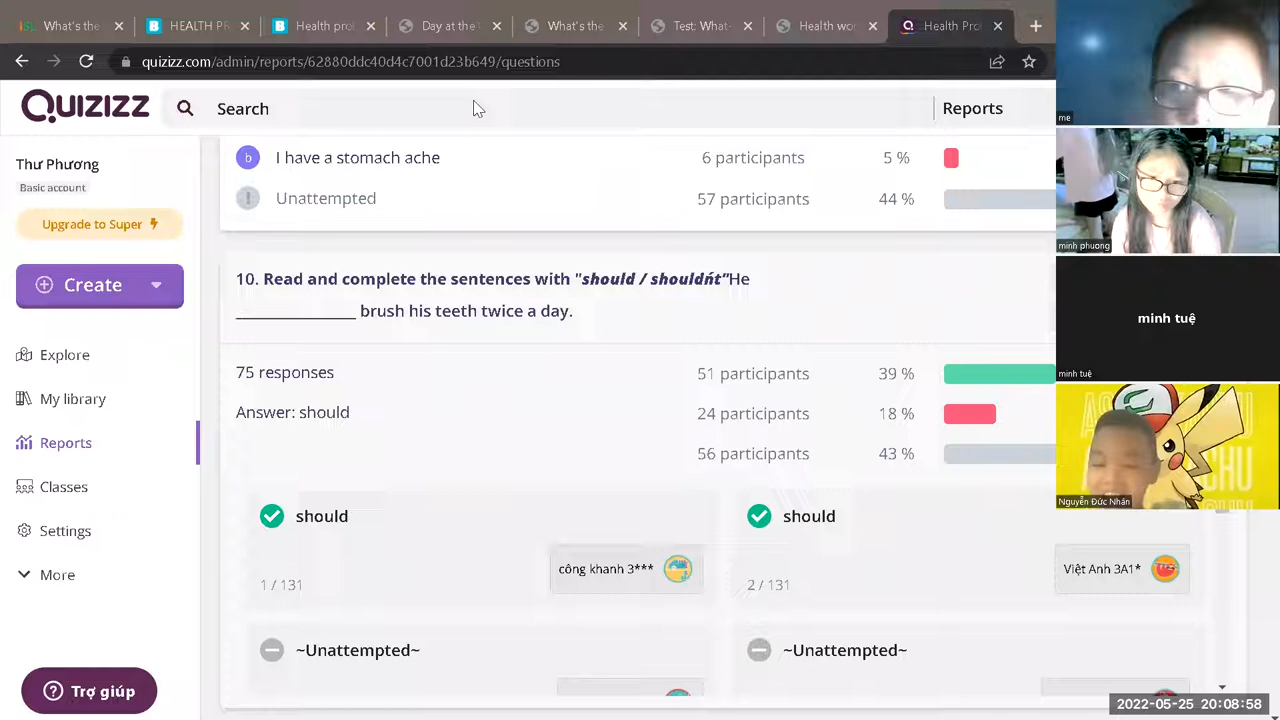 iSL What's the
HEALTH PR
Health prol
Day at the
What's the
Test: What
Health wor
Health Prol
quizizz.com/admin/reports/62880ddc40d4c7001d23b649/questions
QUIZIZZ
Search
Reports
Thư Phương
Basic account
Upgrade to Super
Create
Explore
My library
Reports
Classes
Settings
More
Trợ giúp
b I have a stomach ache 6 participants 5 %
Unattempted 57 participants 44 %
10. Read and complete the sentences with "should / shouldńt"He
______________ brush his teeth twice a day.
75 responses 51 participants 39 %
Answer: should 24 participants 18 %
56 participants 43 %
should
công khanh 3***
1 / 131
should
Việt Anh 3A1*
2 / 131
~Unattempted~
~Unattempted~
me
minh phuong
minh tuệ
minh tuệ
Nguyễn Đức Nhân
2022-05-25 20:08:58